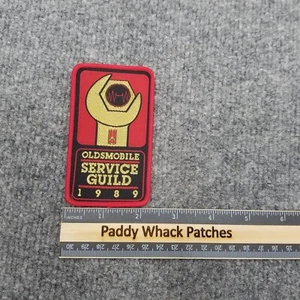 OLDSMOBILE
SERVICE
GUILD
1989
Paddy Whack Patches